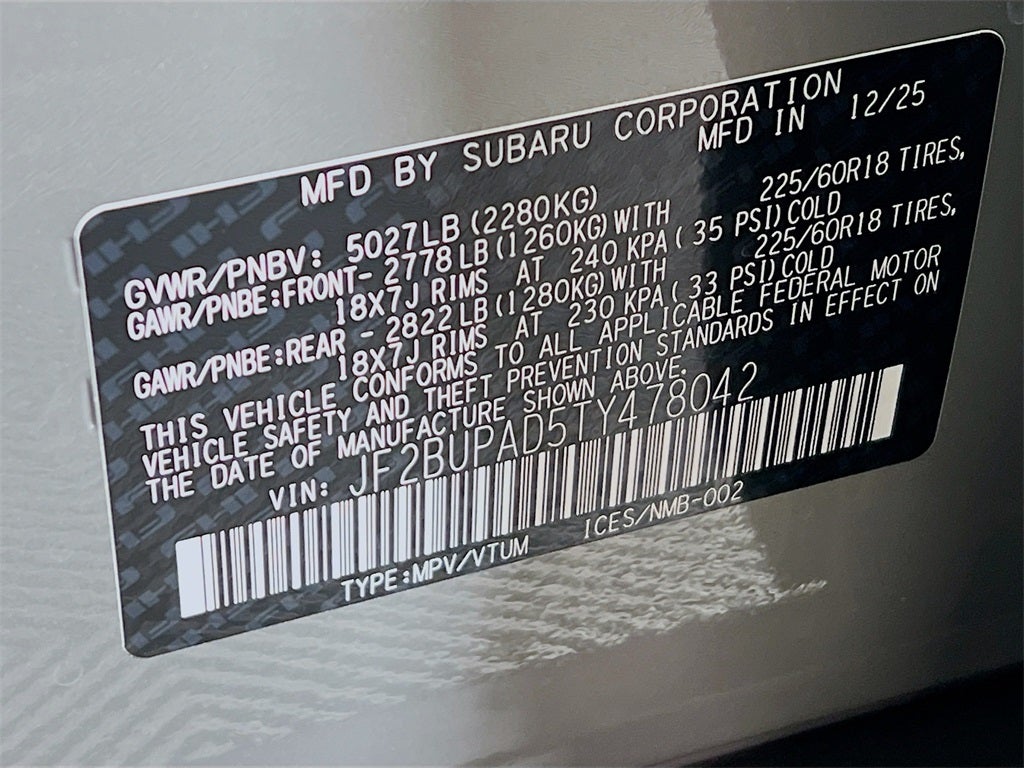 MFD BY SUBARU CORPORATION
MFD IN 12/25
GVWR/PNBV: 5027LB (2280KG)
GAWR/PNBE:FRONT- 2778LB (1260KG) WITH 225/60R18 TIRES,
18X7J RIMS AT 240 KPA ( 35 PSI) COLD
GAWR/PNBE:REAR - 2822LB (1280KG) WITH 225/60R18 TIRES,
18X7J RIMS AT 230 KPA ( 33 PSI) COLD
THIS VEHICLE CONFORMS TO ALL APPLICABLE FEDERAL MOTOR
VEHICLE SAFETY AND THEFT PREVENTION STANDARDS IN EFFECT ON
THE DATE OF MANUFACTURE SHOWN ABOVE.
VIN: JF2BUPAD5TY478042
TYPE:MPV/VTUM ICES/NMB-002